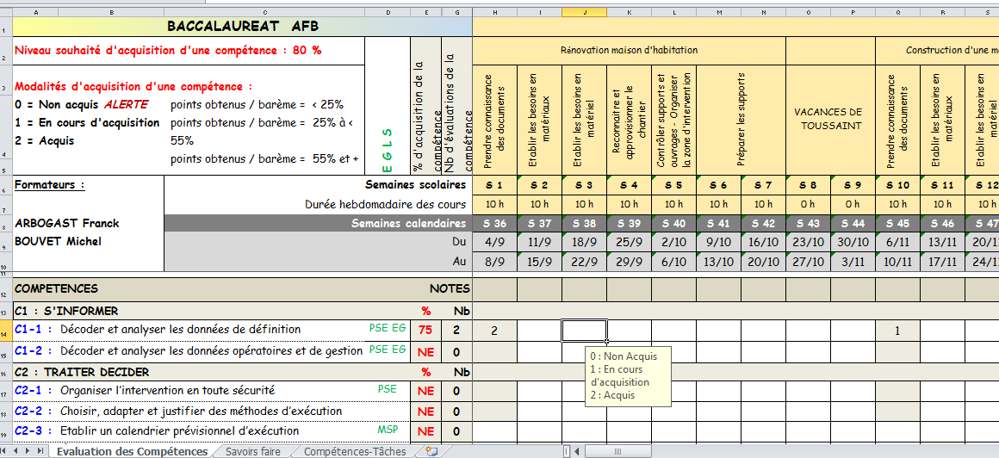 A B C D E G H I J K L M N O P Q R S
1 BACCALAUREAT AFB
2 Niveau souhaité d'acquisition d'une compétence : 80 % Rénovation maison d'habitation Construction d'une m
3 Modalités d'acquisition d'une compétence :
0 = Non acquis ALERTE points obtenus / barème = < 25%
1 = En cours d'acquisition points obtenus / barème = 25% à <
2 = Acquis 55%
4 points obtenus / barème = 55% et +
5
E G L S
% d'acquisition de la
compétence
Nb d'évaluations de la
compétence
Prendre connaissance
des documents
Etablir les besoins en
matériaux
Etablir les besoins en
matériel
Reconnaitre et
approvisionner le
chantier
Contrôler supports et
ouvrages - Organiser
la zone d'intervention
Préparer les supports
VACANCES DE
TOUSSAINT
Prendre connaissance
des documents
Etablir les besoins en
matériaux
Etablir les besoins en
matériel
6 Formateurs : Semaines scolaires S 1 S 2 S 3 S 4 S 5 S 6 S 7 S 8 S 9 S 10 S 11 S 12
7 Durée hebdomadaire des cours 10 h 10 h 10 h 10 h 10 h 10 h 10 h 0 h 0 h 10 h 10 h 10 h
8 ARBOGAST Franck Semaines calendaires S 36 S 37 S 38 S 39 S 40 S 41 S 42 S 43 S 44 S 45 S 46 S 47
9 BOUVET Michel Du 4/9 11/9 18/9 25/9 2/10 9/10 16/10 23/10 30/10 6/11 13/11 20/11
10 Au 8/9 15/9 22/9 29/9 6/10 13/10 20/10 27/10 3/11 10/11 17/11 24/11
11
12 COMPETENCES NOTES
13 C1 : S'INFORMER % Nb
14 C1-1 : Décoder et analyser les données de définition PSE EG 75 2 2 1
15 C1-2 : Décoder et analyser les données opératoires et de gestion PSE EG NE 0
0 : Non Acquis
1 : En cours
d'acquisition
2 : Acquis
16 C2 : TRAITER DECIDER % Nb
17 C2-1 : Organiser l'intervention en toute sécurité PSE NE 0
18 C2-2 : Choisir, adapter et justifier des méthodes d'exécution NE 0
19 C2-3 : Etablir un calendrier prévisionnel d'exécution MSP NE 0
Evaluation des Compétences Savoirs faire Compétences-Tâches